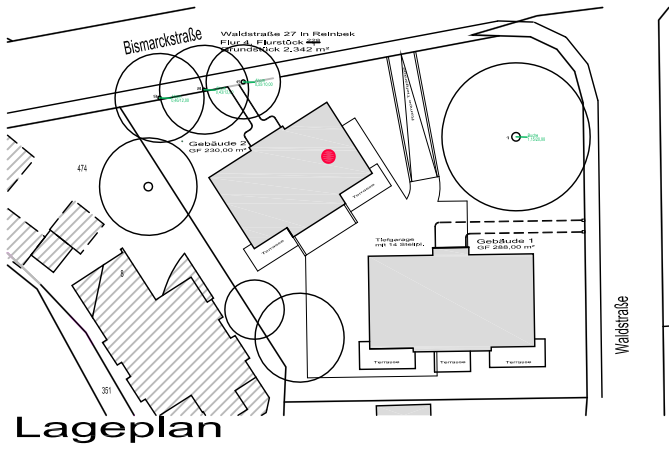 Bismarckstraße
Waldstraße 27 in Reinbek
Flur 4, Flurstück
Grundstück 2.342 m²
Gebäude 2
GF 230,00 m²
474
Terrasse
Terrasse
Tiefgarage
mit 14 Stellpl.
Gebäude 1
GF 288,00 m²
8
Terrasse
Terrasse
Terrasse
Waldstraße
351
Lageplan